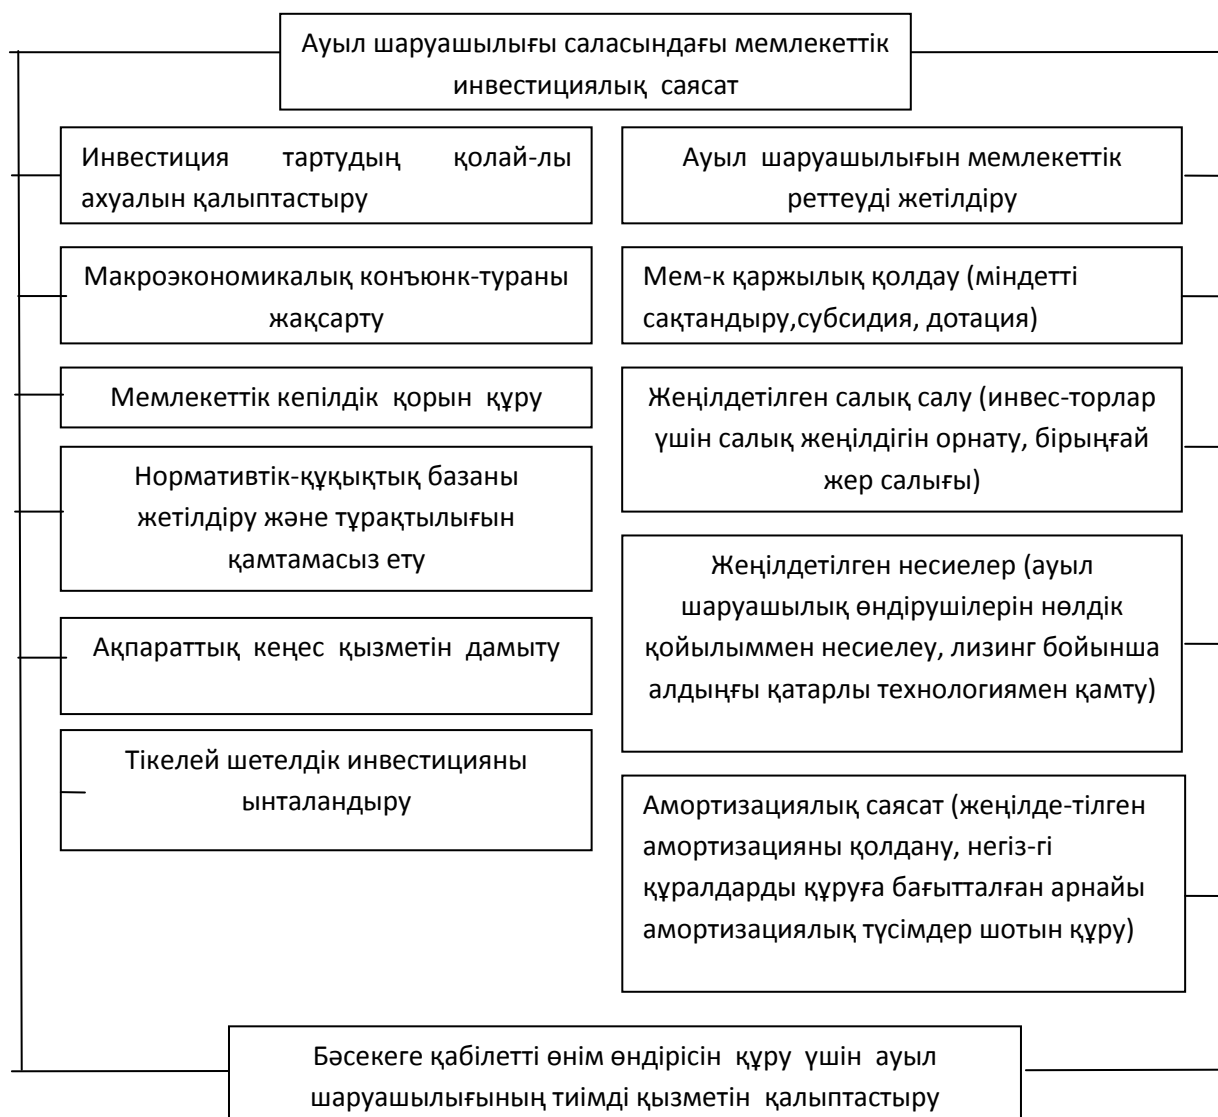 Ауыл шаруашылығы саласындағы мемлекеттік
инвестициялық саясат
Инвестиция тартудың қолай-лы
ахуалын қалыптастыру
Макроэкономикалық конъюнк-тураны
жақсарту
Мемлекеттік кепілдік қорын құру
Нормативтік-құқықтық базаны
жетілдіру және тұрақтылығын
қамтамасыз ету
Ақпараттық кеңес қызметін дамыту
Тікелей шетелдік инвестицияны
ынталандыру
Ауыл шаруашылығын мемлекеттік
реттеуді жетілдіру
Мем-к қаржылық қолдау (міндетті
сақтандыру,субсидия, дотация)
Жеңілдетілген салық салу (инвес-торлар
үшін салық жеңілдігін орнату, бірыңғай
жер салығы)
Жеңілдетілген несиелер (ауыл
шаруашылық өндірушілерін нөлдік
қойылыммен несиелеу, лизинг бойынша
алдыңғы қатарлы технологиямен қамту)
Амортизациялық саясат (жеңілде-тілген
амортизацияны қолдану, негіз-гі
құралдарды құруға бағытталған арнайы
амортизациялық түсімдер шотын құру)
Бәсекеге қабілетті өнім өндірісін құру үшін ауыл
шаруашылығының тиімді қызметін қалыптастыру